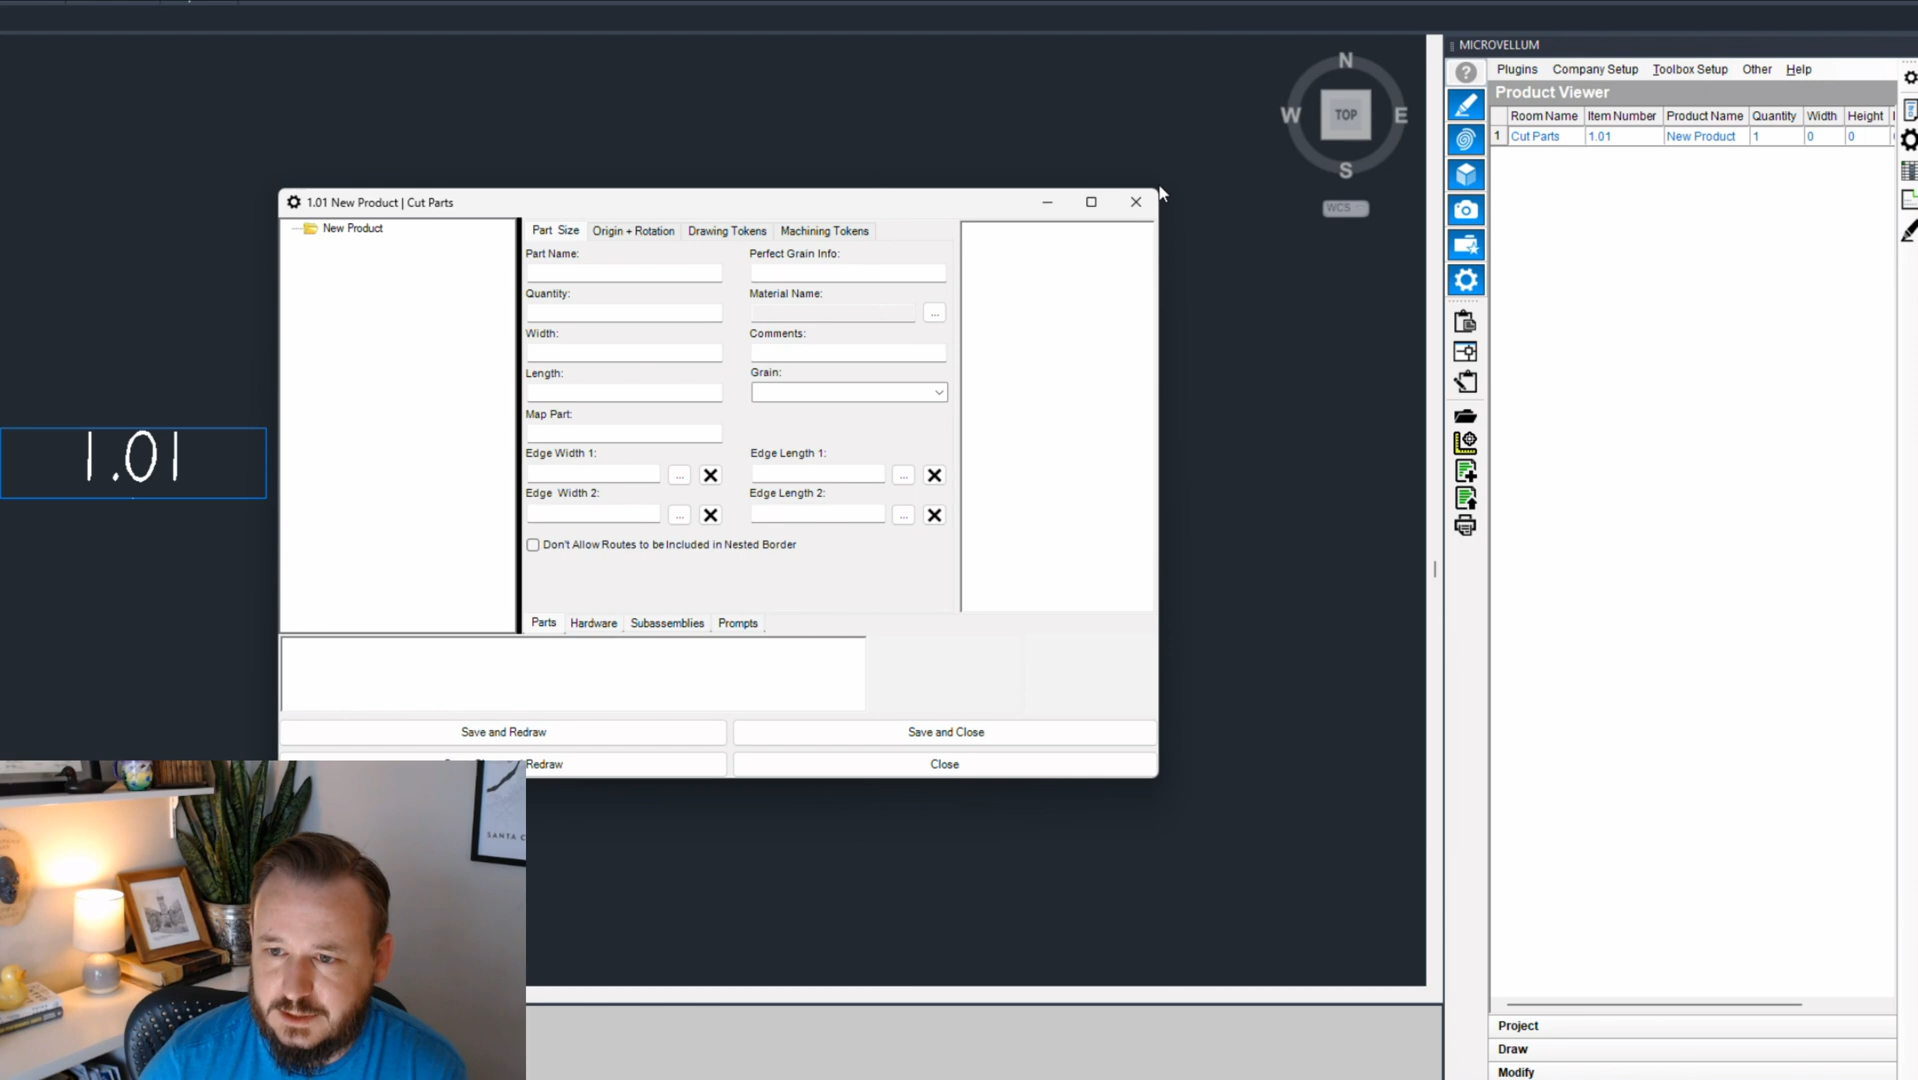 MICROVELLUM
Plugins Company Setup Toolbox Setup Other Help
Product Viewer
Room Name Item Number Product Name Quantity Width Height
1 Cut Parts 1.01 New Product 1 0 0
N
W TOP E
S
WCS
1.01 New Product | Cut Parts
New Product
Part Size Origin + Rotation Drawing Tokens Machining Tokens
Part Name: Perfect Grain Info:
Quantity: Material Name:
...
Width: Comments:
Length: Grain:
Map Part:
Edge Width 1: Edge Length 1:
... ...
Edge Width 2: Edge Length 2:
... ...
Don't Allow Routes to be Included in Nested Border
Parts Hardware Subassemblies Prompts
Save and Redraw Save and Close
Redraw Close
1.01
SANTA C
Project
Draw
Modify